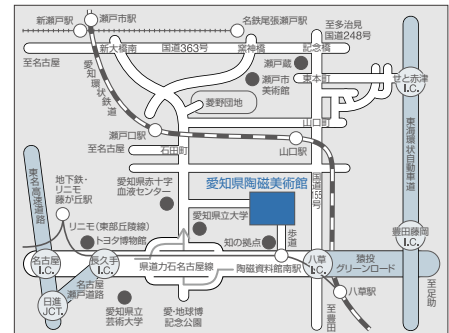 新瀬戸駅
瀬戸市駅
名鉄尾張瀬戸駅
至多治見
国道248号
新大橋南
国道363号
窯神橋
記念橋
至名古屋
愛知環状鉄道
瀬戸蔵
瀬戸市
美術館
東本町
せと赤津
I.C.
菱野団地
山口町
瀬戸口駅
至名古屋
石田町
山口駅
東海環状自動車道
東名高速道路
地下鉄・
リニモ
藤が丘駅
愛知県赤十字
血液センター
愛知県陶磁美術館
国道155号
愛知県立大学
リニモ（東部丘陵線）
トヨタ博物館
知の拠点
歩道
豊田藤岡
I.C.
名古屋
I.C.
長久手
I.C.
県道力石名古屋線
陶磁資料館南駅
八草
I.C.
猿投
グリーンロード
日進
JCT.
名古屋
瀬戸道路
愛知県立
芸術大学
愛・地球博
記念公園
八草駅
至豊田
至足助